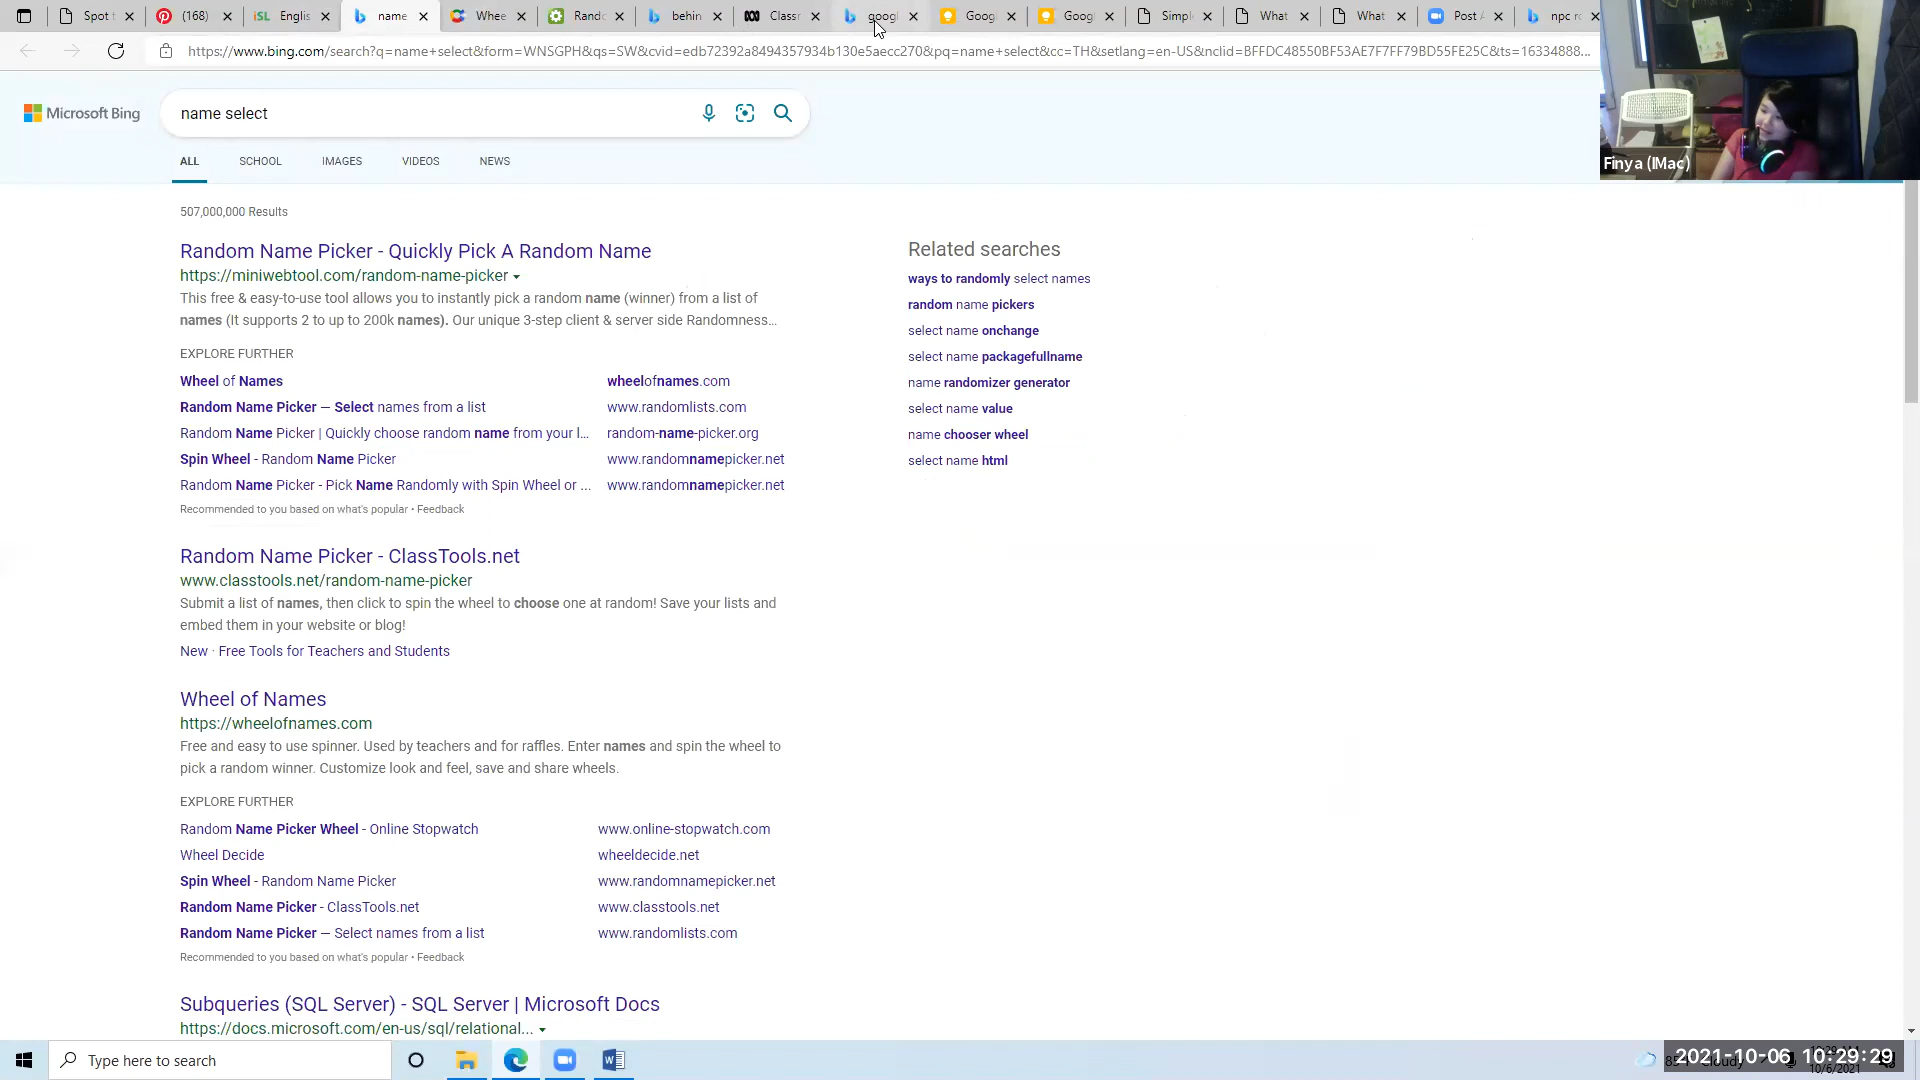 Spot t
(168)
iSL Englis
name
Whee
Rando
behin
Classr
googl
Googl
Googl
Simpl
What
What
Post A
npc ro
https://www.bing.com/search?q=name+select&form=WNSGPH&qs=SW&cvid=edb72392a8494357934b130e5aecc270&pq=name+select&cc=TH&setlang=en-US&nclid=BFFDC48550BF53AE7F7FF79BD55FE25C&ts=16334888...
Microsoft Bing
name select
ALL SCHOOL IMAGES VIDEOS NEWS
Finya (IMac)
507,000,000 Results
Random Name Picker - Quickly Pick A Random Name
https://miniwebtool.com/random-name-picker
This free & easy-to-use tool allows you to instantly pick a random name (winner) from a list of
names (It supports 2 to up to 200k names). Our unique 3-step client & server side Randomness...
EXPLORE FURTHER
Wheel of Names wheelofnames.com
Random Name Picker — Select names from a list www.randomlists.com
Random Name Picker | Quickly choose random name from your l... random-name-picker.org
Spin Wheel - Random Name Picker www.randomnamepicker.net
Random Name Picker - Pick Name Randomly with Spin Wheel or ... www.randomnamepicker.net
Recommended to you based on what's popular • Feedback
Random Name Picker - ClassTools.net
www.classtools.net/random-name-picker
Submit a list of names, then click to spin the wheel to choose one at random! Save your lists and
embed them in your website or blog!
New · Free Tools for Teachers and Students
Wheel of Names
https://wheelofnames.com
Free and easy to use spinner. Used by teachers and for raffles. Enter names and spin the wheel to
pick a random winner. Customize look and feel, save and share wheels.
EXPLORE FURTHER
Random Name Picker Wheel - Online Stopwatch www.online-stopwatch.com
Wheel Decide wheeldecide.net
Spin Wheel - Random Name Picker www.randomnamepicker.net
Random Name Picker - ClassTools.net www.classtools.net
Random Name Picker — Select names from a list www.randomlists.com
Recommended to you based on what's popular • Feedback
Subqueries (SQL Server) - SQL Server | Microsoft Docs
https://docs.microsoft.com/en-us/sql/relational...
Related searches
ways to randomly select names
random name pickers
select name onchange
select name packagefullname
name randomizer generator
select name value
name chooser wheel
select name html
Type here to search
2021-10-06 10:29:29
10/6/2021